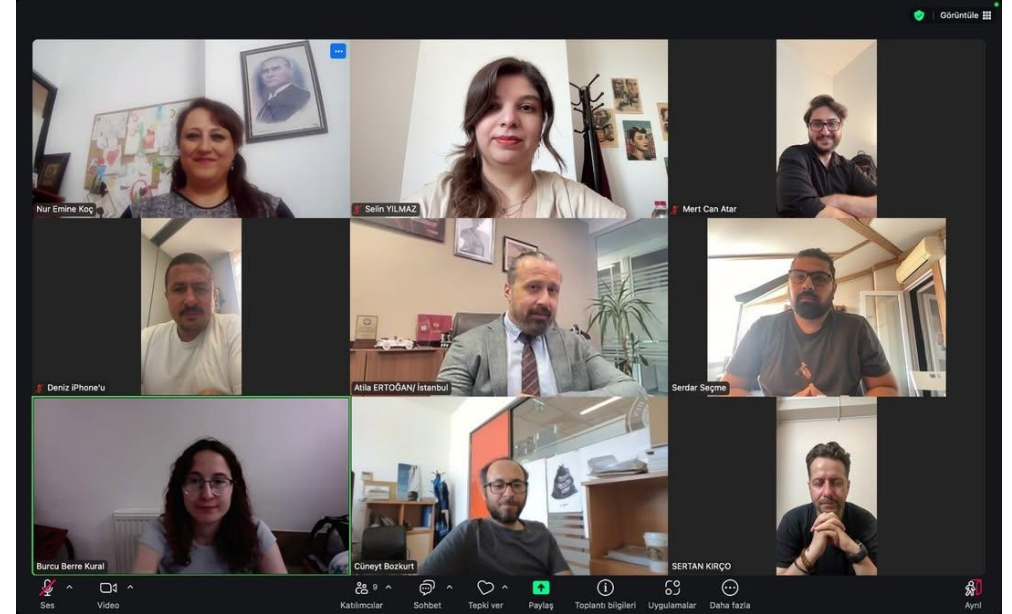 Görüntüle
Nur Emine Koç
Selin YILMAZ
Mert Can Atar
Deniz iPhone'u
Atila ERTOĞAN/ İstanbul
Serdar Seçme
Burcu Berre Kural
Cüneyt Bozkurt
SERTAN KIRÇO
Ses
Video
Katılımcılar
9
Sohbet
Tepki ver
Paylaş
Toplantı bilgileri
Uygulamalar
Daha fazla
Ayrıl